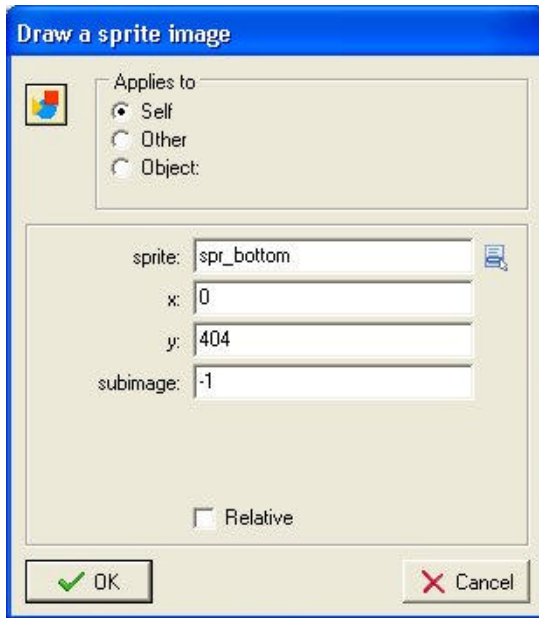 Draw a sprite image
Applies to
Self
Other
Object:
sprite: spr_bottom
x: 0
y: 404
subimage: -1
Relative
OK Cancel